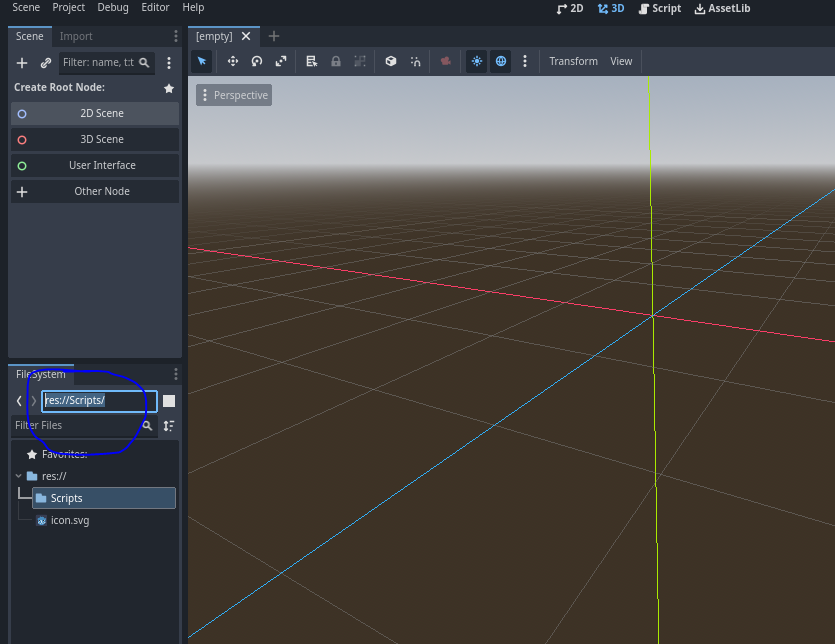 Scene Project Debug Editor Help
2D 3D Script AssetLib
Scene Import
[empty]
Filter: name, t:t
Transform View
Create Root Node:
Perspective
2D Scene
3D Scene
User Interface
Other Node
FileSystem
res://Scripts/
Filter Files
Favorites:
res://
Scripts
icon.svg